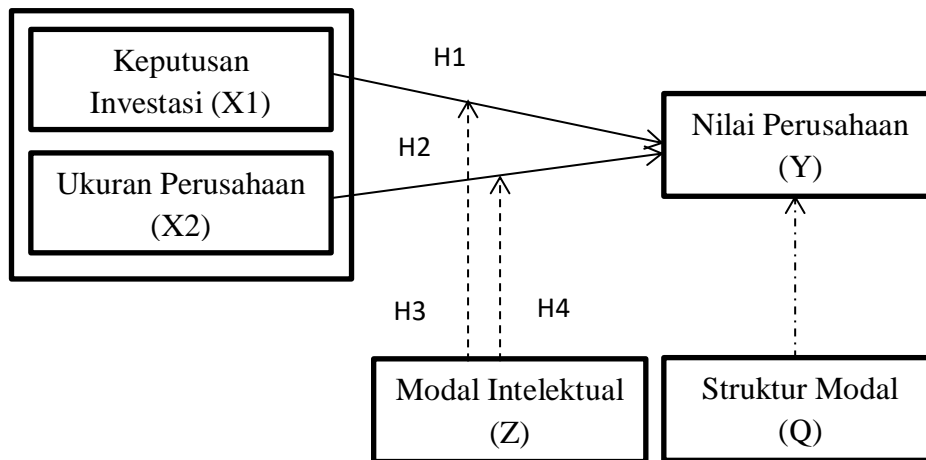 Keputusan
Investasi (X1)
H1
Nilai Perusahaan
(Y)
H2
Ukuran Perusahaan
(X2)
H3
H4
Modal Intelektual
(Z)
Struktur Modal
(Q)